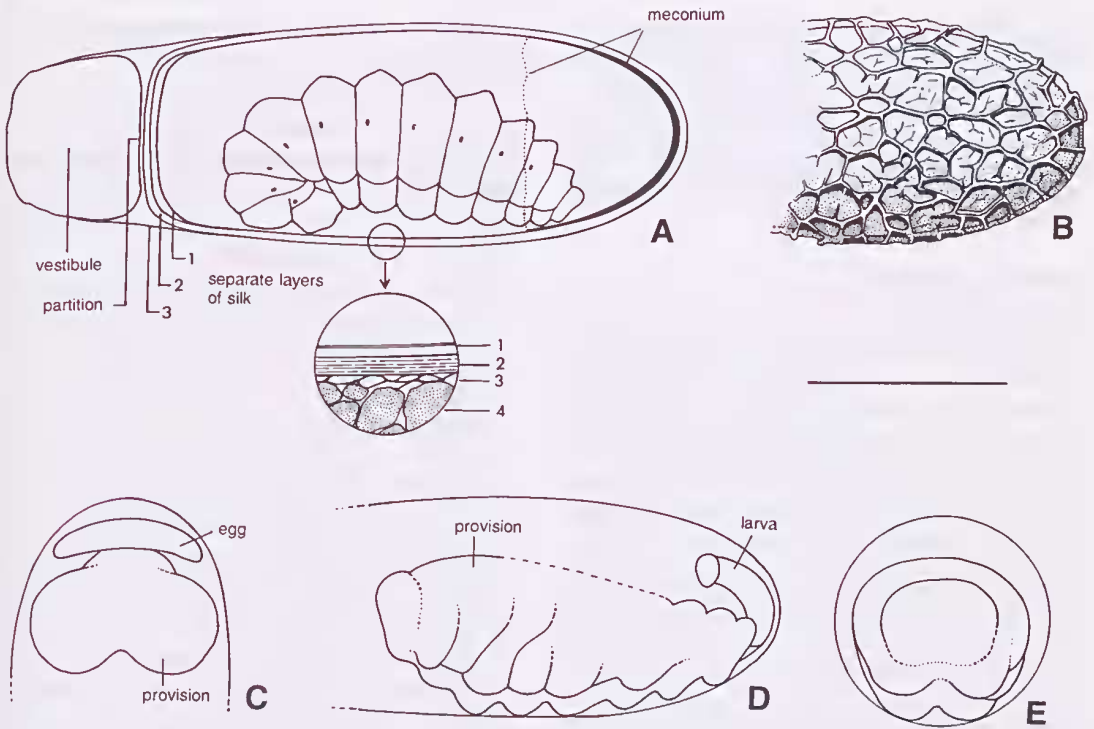 meconium
A
B
vestibule
partition
1
2
3
separate layers
of silk
1
2
3
4
egg
provision
C
provision
larva
D
E